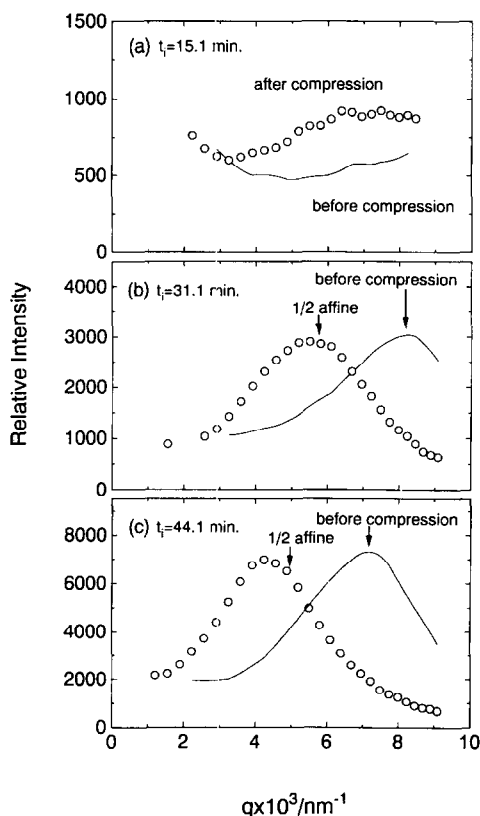 Relative Intensity
1500
1000
500
0
(a) tᵢ=15.1 min.
after compression
before compression
4000
3000
2000
1000
0
(b) tᵢ=31.1 min.
before compression
1/2 affine
8000
6000
4000
2000
0
(c) tᵢ=44.1 min.
before compression
1/2 affine
0 2 4 6 8 10
qx10³/nm⁻¹